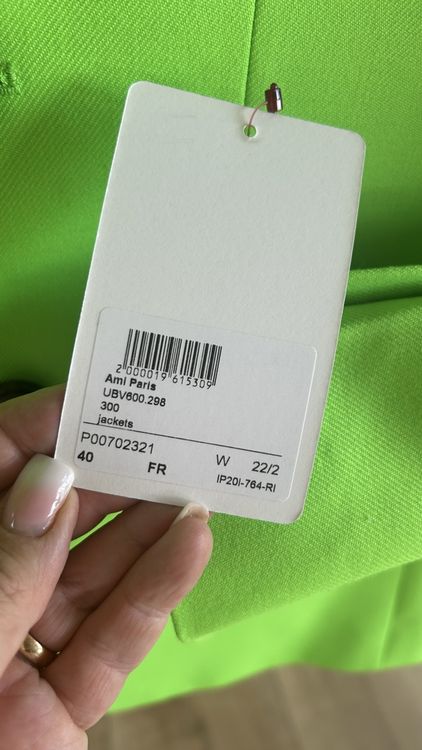 2 000019 615309
Ami Paris
UBV600.298
300
jackets
P00702321
40 FR W 22/2
IP20I-764-RI